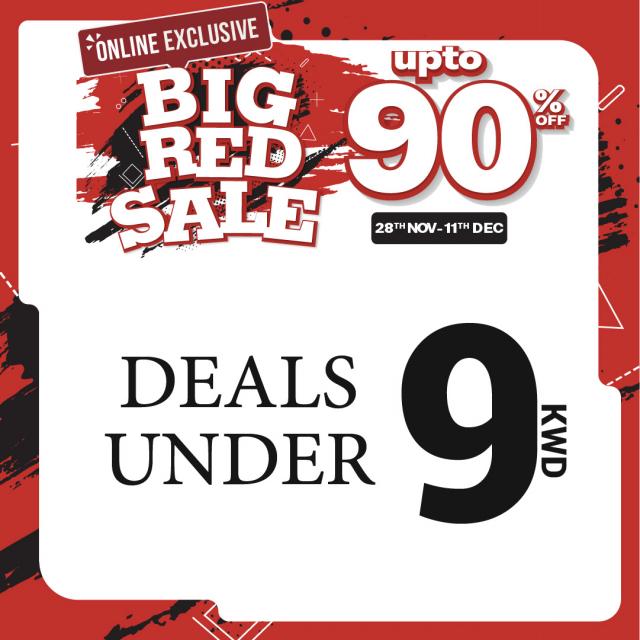 ONLINE EXCLUSIVE
BIG
RED
SALE
upto
90%
OFF
28TH NOV-11TH DEC
DEALS
UNDER
9
KWD